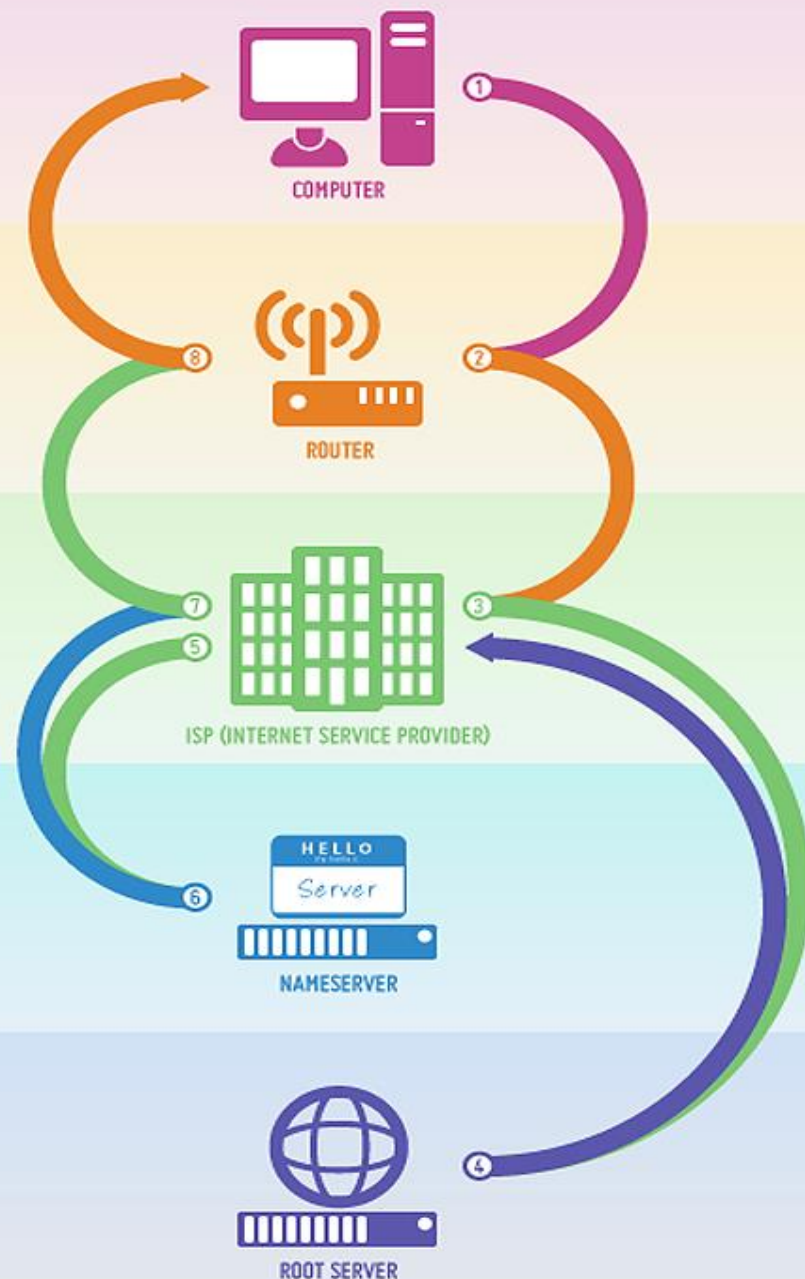 1
COMPUTER
8
2
ROUTER
7
3
5
ISP (INTERNET SERVICE PROVIDER)
HELLO
Server
6
NAMESERVER
4
ROOT SERVER